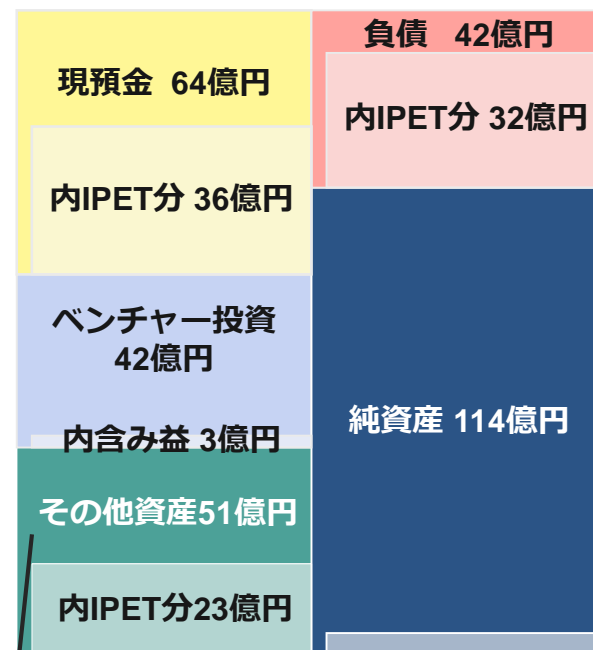 現預金 64億円
内IPET分 36億円
ベンチャー投資
42億円
内含み益 3億円
その他資産51億円
内IPET分23億円
負債 42億円
内IPET分 32億円
純資産 114億円